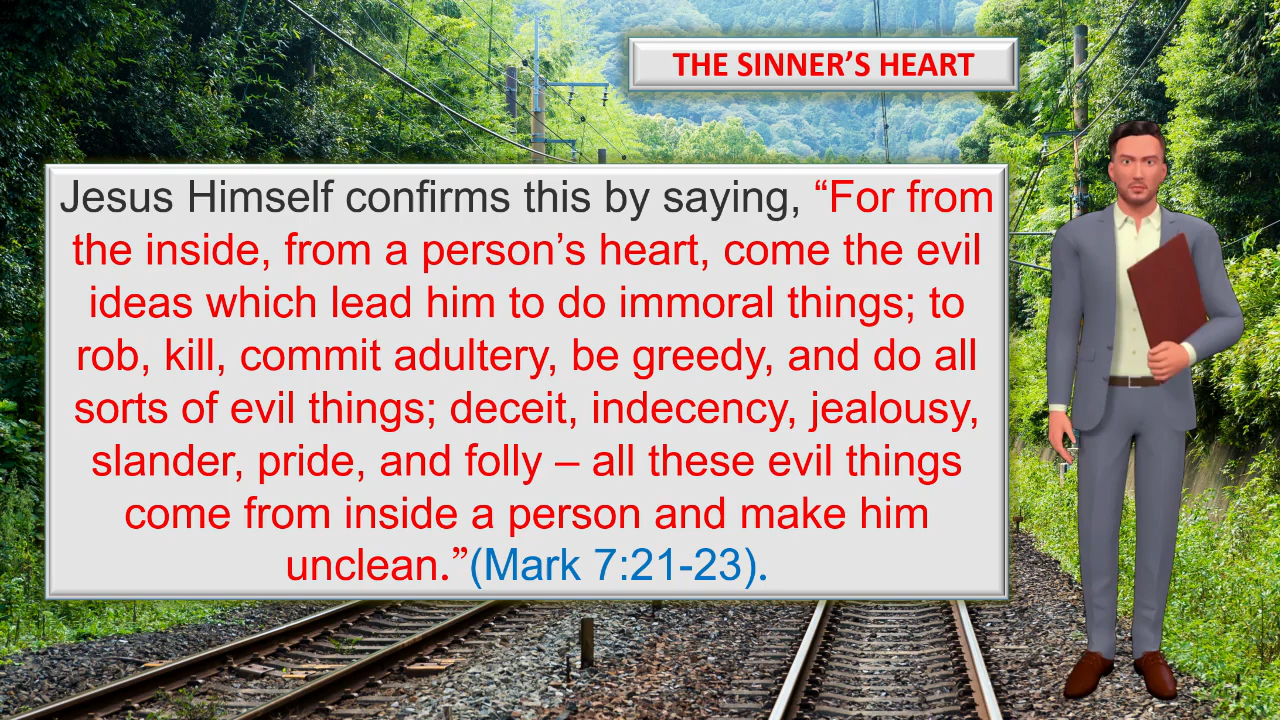 THE SINNER’S HEART
Jesus Himself confirms this by saying, “For from
the inside, from a person’s heart, come the evil
ideas which lead him to do immoral things; to
rob, kill, commit adultery, be greedy, and do all
sorts of evil things; deceit, indecency, jealousy,
slander, pride, and folly – all these evil things
come from inside a person and make him
unclean.”(Mark 7:21-23).